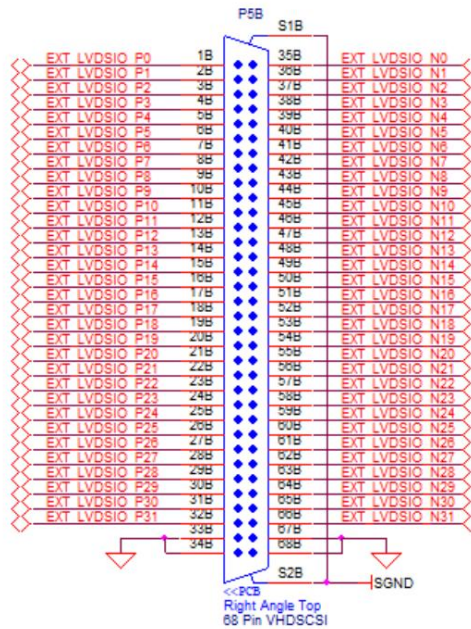 P5B
S1B
EXT LVDSIO P0 1B 35B EXT LVDSIO N0
EXT LVDSIO P1 2B 36B EXT LVDSIO N1
EXT LVDSIO P2 3B 37B EXT LVDSIO N2
EXT LVDSIO P3 4B 38B EXT LVDSIO N3
EXT LVDSIO P4 5B 39B EXT LVDSIO N4
EXT LVDSIO P5 6B 40B EXT LVDSIO N5
EXT LVDSIO P6 7B 41B EXT LVDSIO N6
EXT LVDSIO P7 8B 42B EXT LVDSIO N7
EXT LVDSIO P8 9B 43B EXT LVDSIO N8
EXT LVDSIO P9 10B 44B EXT LVDSIO N9
EXT LVDSIO P10 11B 45B EXT LVDSIO N10
EXT LVDSIO P11 12B 46B EXT LVDSIO N11
EXT LVDSIO P12 13B 47B EXT LVDSIO N12
EXT LVDSIO P13 14B 48B EXT LVDSIO N13
EXT LVDSIO P14 15B 49B EXT LVDSIO N14
EXT LVDSIO P15 16B 50B EXT LVDSIO N15
EXT LVDSIO P16 17B 51B EXT LVDSIO N16
EXT LVDSIO P17 18B 52B EXT LVDSIO N17
EXT LVDSIO P18 19B 53B EXT LVDSIO N18
EXT LVDSIO P19 20B 54B EXT LVDSIO N19
EXT LVDSIO P20 21B 55B EXT LVDSIO N20
EXT LVDSIO P21 22B 56B EXT LVDSIO N21
EXT LVDSIO P22 23B 57B EXT LVDSIO N22
EXT LVDSIO P23 24B 58B EXT LVDSIO N23
EXT LVDSIO P24 25B 59B EXT LVDSIO N24
EXT LVDSIO P25 26B 60B EXT LVDSIO N25
EXT LVDSIO P26 27B 61B EXT LVDSIO N26
EXT LVDSIO P27 28B 62B EXT LVDSIO N27
EXT LVDSIO P28 29B 63B EXT LVDSIO N28
EXT LVDSIO P29 30B 64B EXT LVDSIO N29
EXT LVDSIO P30 31B 65B EXT LVDSIO N30
EXT LVDSIO P31 32B 66B EXT LVDSIO N31
33B 67B
34B 68B
S2B
SGND
<<PCB
Right Angle Top
68 Pin VHDSCSI